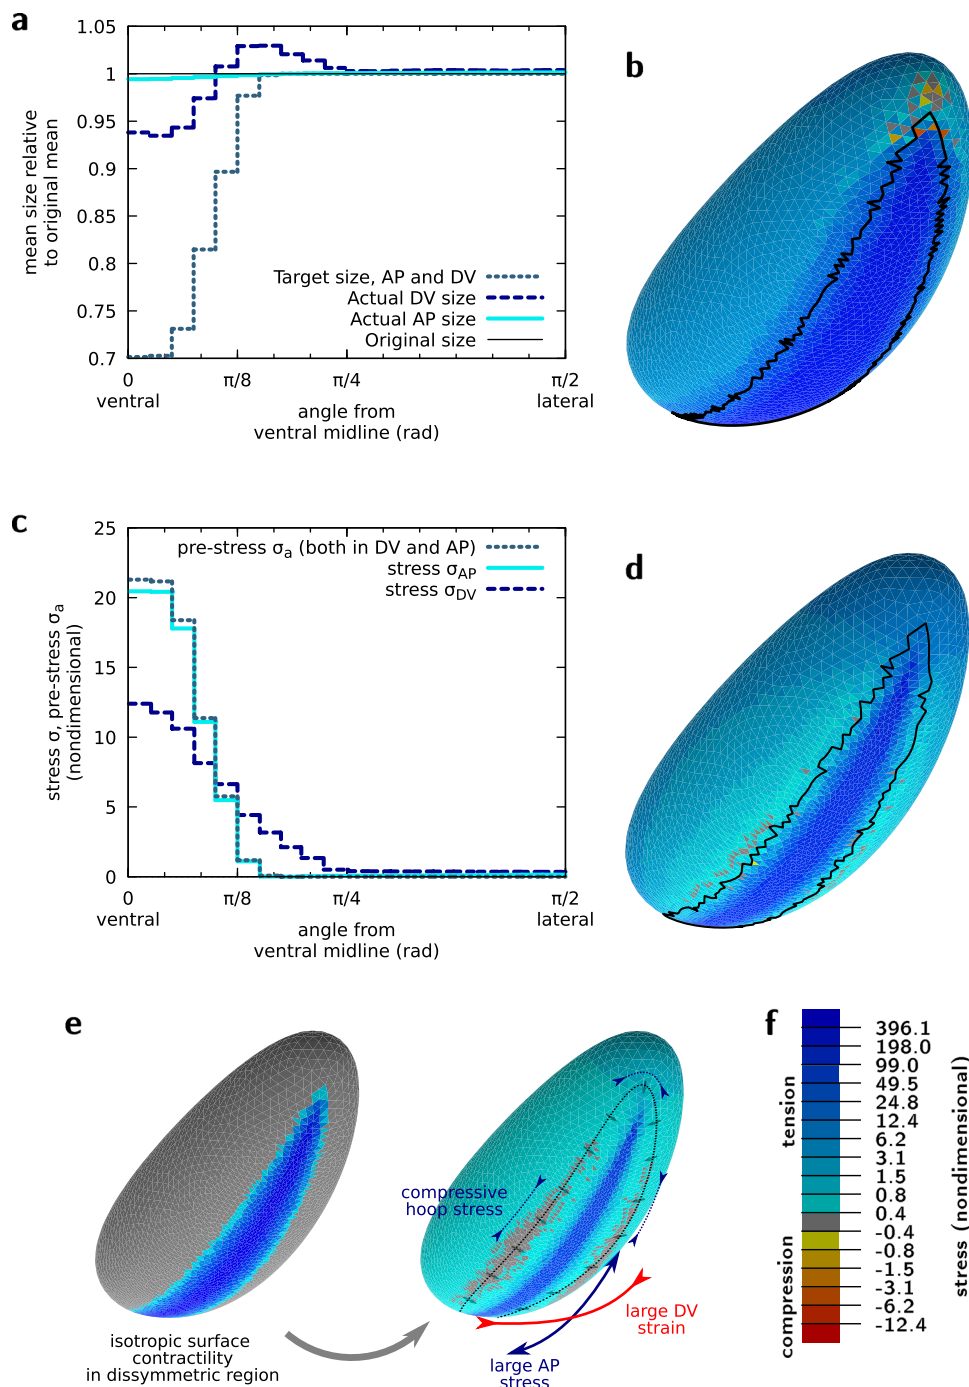 a
1.05
1
0.95
0.9
0.85
0.8
0.75
0.7
mean size relative
to original mean
Target size, AP and DV
Actual DV size
Actual AP size
Original size
0
π/8
π/4
π/2
ventral
lateral
angle from
ventral midline (rad)
b
c
25
20
15
10
5
0
stress σ, pre-stress σa
(nondimensional)
pre-stress σa (both in DV and AP)
stress σAP
stress σDV
0
π/8
π/4
π/2
ventral
lateral
angle from
ventral midline (rad)
d
e
isotropic surface
contractility
in dissymmetric region
compressive
hoop stress
large DV
strain
large AP
stress
f
tension
compression
396.1
198.0
99.0
49.5
24.8
12.4
6.2
3.1
1.5
0.8
0.4
-0.4
-0.8
-1.5
-3.1
-6.2
-12.4
stress (nondimensional)